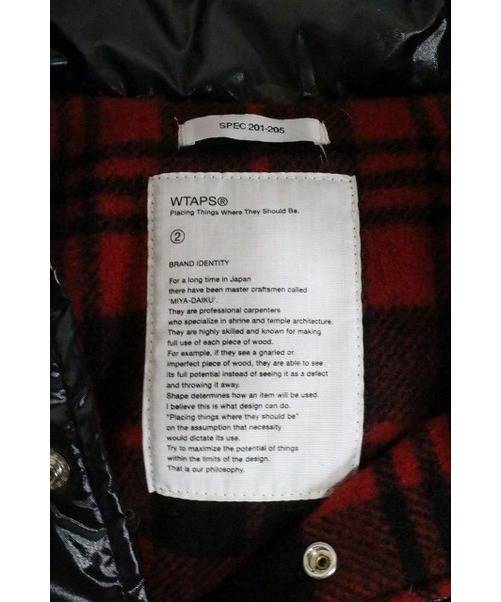 SPEC 201-205
WTAPS®
Placing Things Where They Should Be.
②
BRAND IDENTITY
For a long time in Japan
there have been master craftsmen called
'MIYA-DAIKU'.
They are professional carpenters
who specialize in shrine and temple architecture.
They are highly skilled and known for making
full use of each piece of wood.
For example, if they see a gnarled or
imperfect piece of wood, they are able to see
its full potential instead of seeing it as a defect
and throwing it away.
Shape determines how an item will be used.
I believe this is what design can do.
"Placing things where they should be"
on the assumption that necessity
would dictate its use.
Try to maximize the potential of things
within the limits of the design.
That is our philosophy.